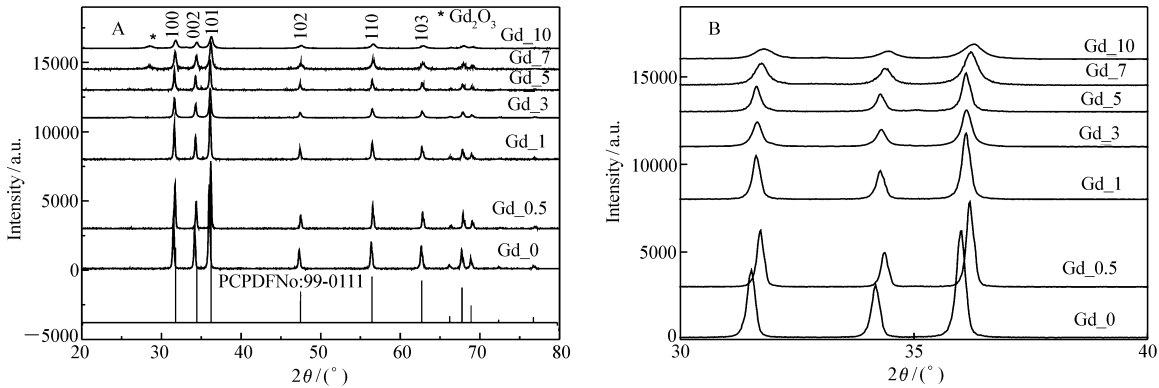 A
100
002
101
102
110
103
* Gd₂O₃
*
Gd_10
Gd_7
Gd_5
Gd_3
Gd_1
Gd_0.5
Gd_0
PCPDFNo:99-0111
15000
10000
5000
0
−5000
Intensity/a.u.
20 30 40 50 60 70 80
2θ/(°)
B
Gd_10
Gd_7
Gd_5
Gd_3
Gd_1
Gd_0.5
Gd_0
15000
10000
5000
0
Intensity/a.u.
30 35 40
2θ/(°)